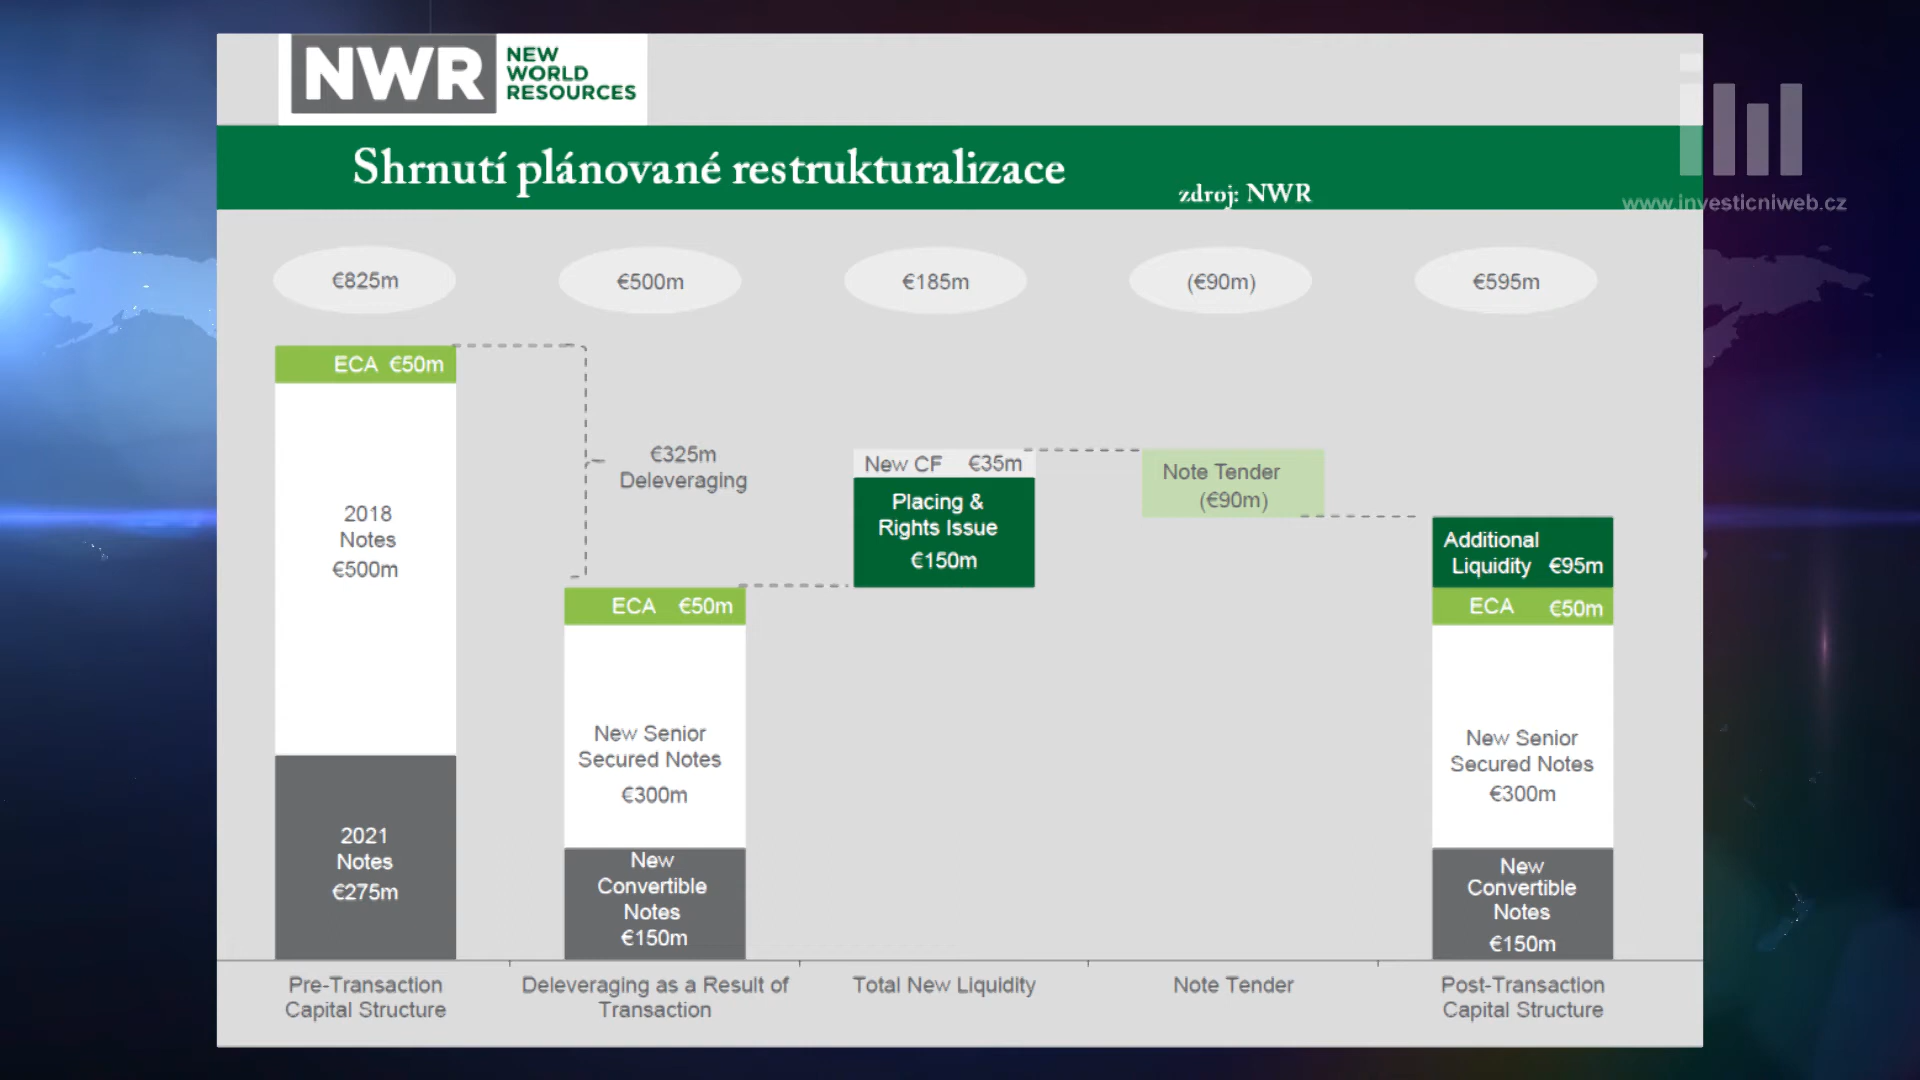 NWR
NEW
WORLD
RESOURCES
Shrnutí plánované restrukturalizace
zdroj: NWR
www.investicniweb.cz
€825m
€500m
€185m
(€90m)
€595m
ECA €50m
2018
Notes
€500m
2021
Notes
€275m
€325m
Deleveraging
ECA €50m
New Senior
Secured Notes
€300m
New
Convertible
Notes
€150m
New CF €35m
Placing &
Rights Issue
€150m
Note Tender
(€90m)
Additional
Liquidity €95m
ECA €50m
New Senior
Secured Notes
€300m
New
Convertible
Notes
€150m
Pre-Transaction
Capital Structure
Deleveraging as a Result of
Transaction
Total New Liquidity
Note Tender
Post-Transaction
Capital Structure